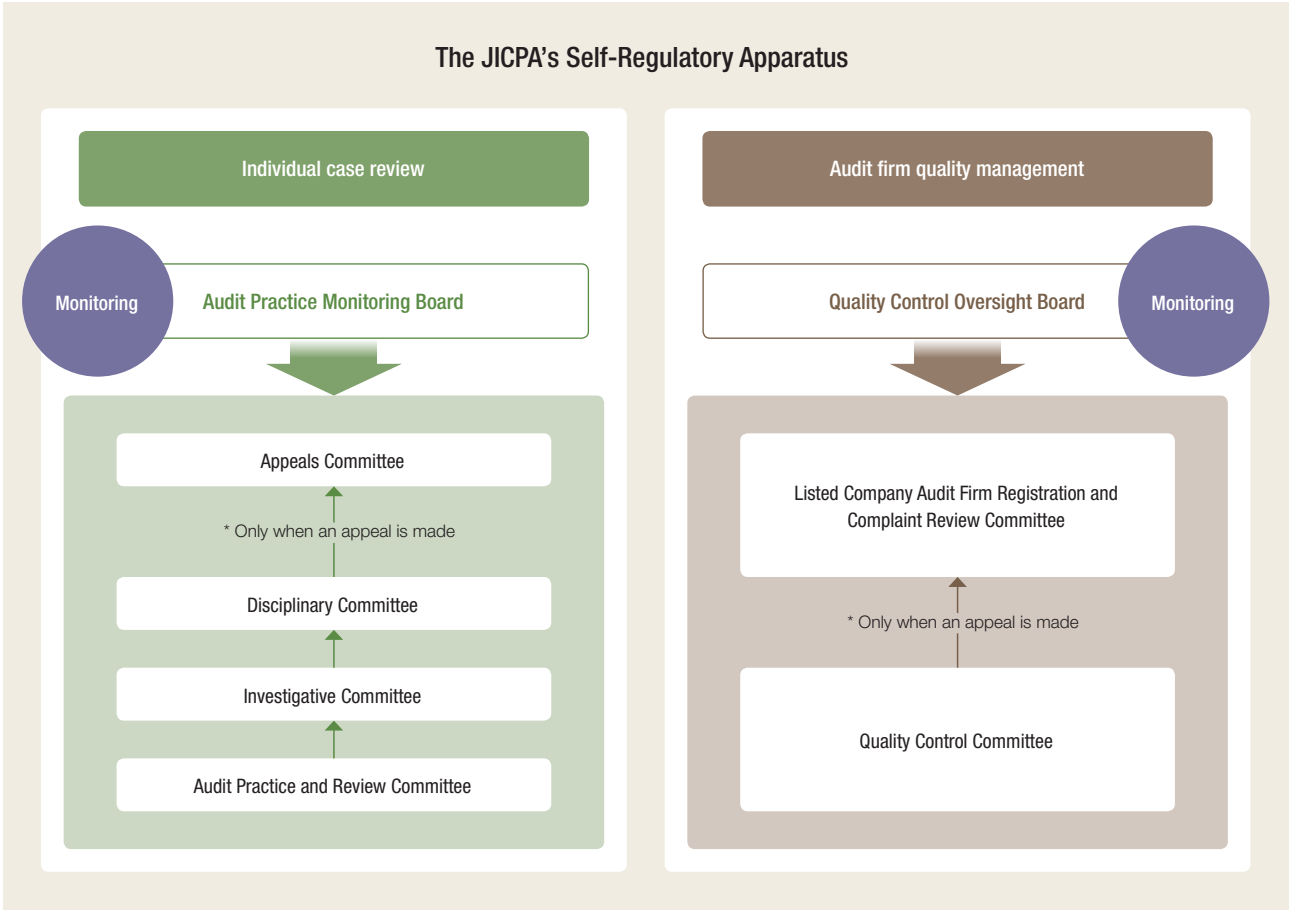 The JICPA's Self-Regulatory Apparatus
Individual case review
Monitoring
Audit Practice Monitoring Board
Appeals Committee
* Only when an appeal is made
Disciplinary Committee
Investigative Committee
Audit Practice and Review Committee
Audit firm quality management
Quality Control Oversight Board
Monitoring
Listed Company Audit Firm Registration and
Complaint Review Committee
* Only when an appeal is made
Quality Control Committee